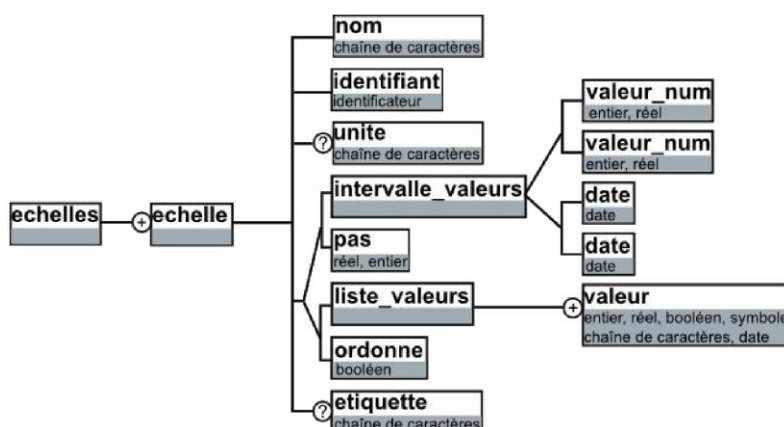 nom
chaîne de caractères
identifiant
identificateur
valeur_num
entier, réel
unite
chaîne de caractères
valeur_num
entier, réel
intervalle_valeurs
date
date
echelles
echelle
pas
réel, entier
date
date
liste_valeurs
valeur
entier, réel, booléen, symbole
chaîne de caractères, date
ordonne
booléen
etiquette
chaîne de caractères